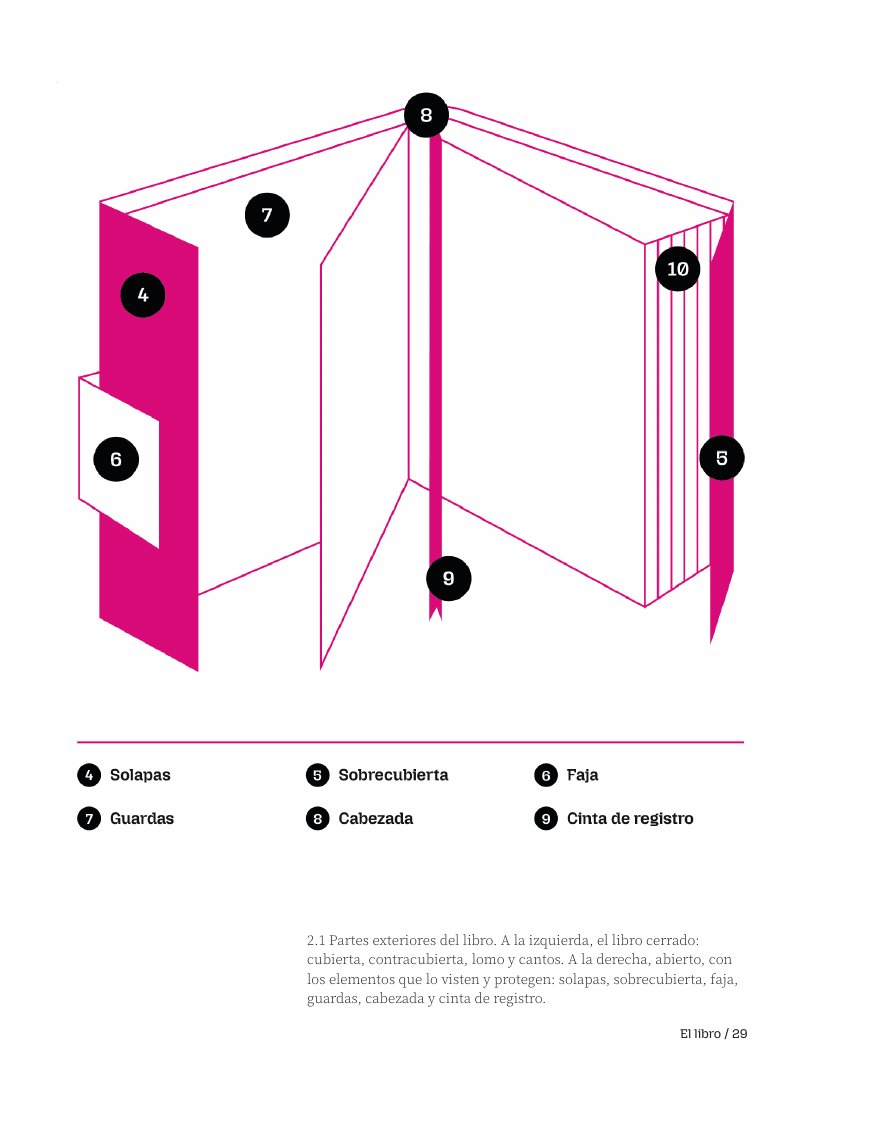 8
7
10
4
6
5
9
4 Solapas
5 Sobrecubierta
6 Faja
7 Guardas
8 Cabezada
9 Cinta de registro
2.1 Partes exteriores del libro. A la izquierda, el libro cerrado:
cubierta, contracubierta, lomo y cantos. A la derecha, abierto, con
los elementos que lo visten y protegen: solapas, sobrecubierta, faja,
guardas, cabezada y cinta de registro.
El libro / 29